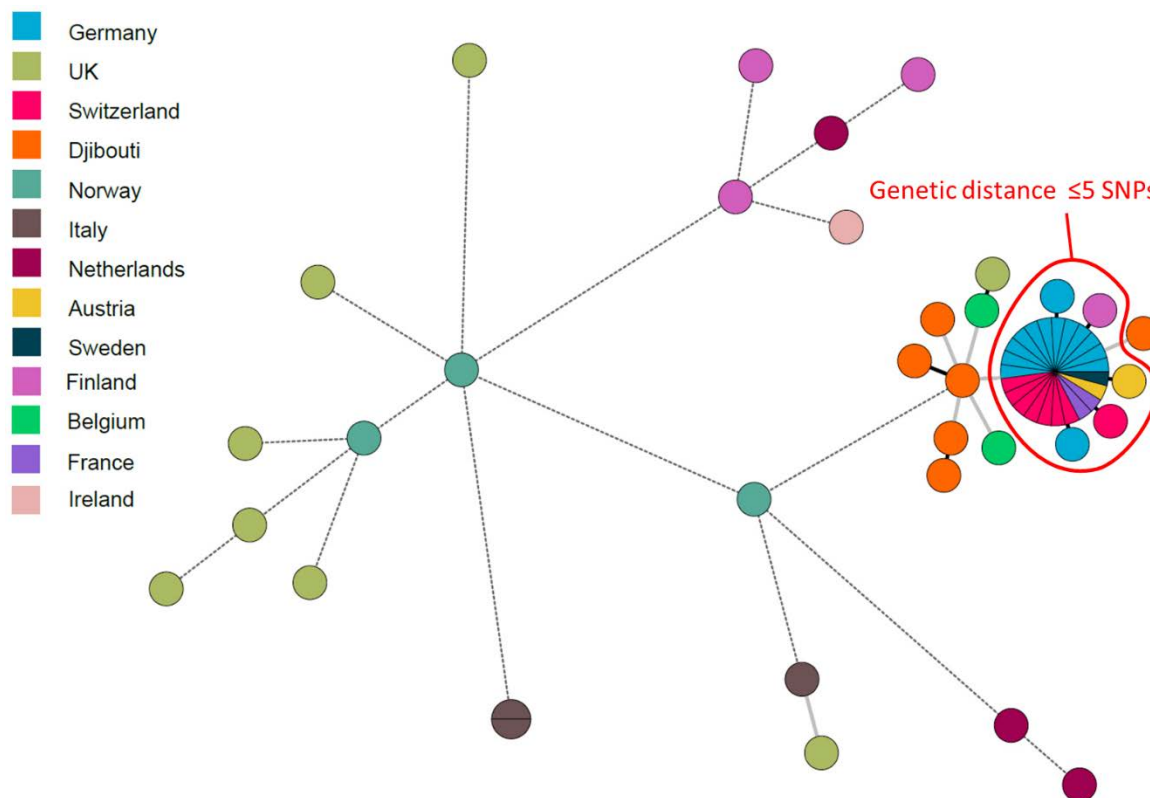 Germany
UK
Switzerland
Djibouti
Norway
Italy
Netherlands
Austria
Sweden
Finland
Belgium
France
Ireland
Genetic distance ≤5 SNPs